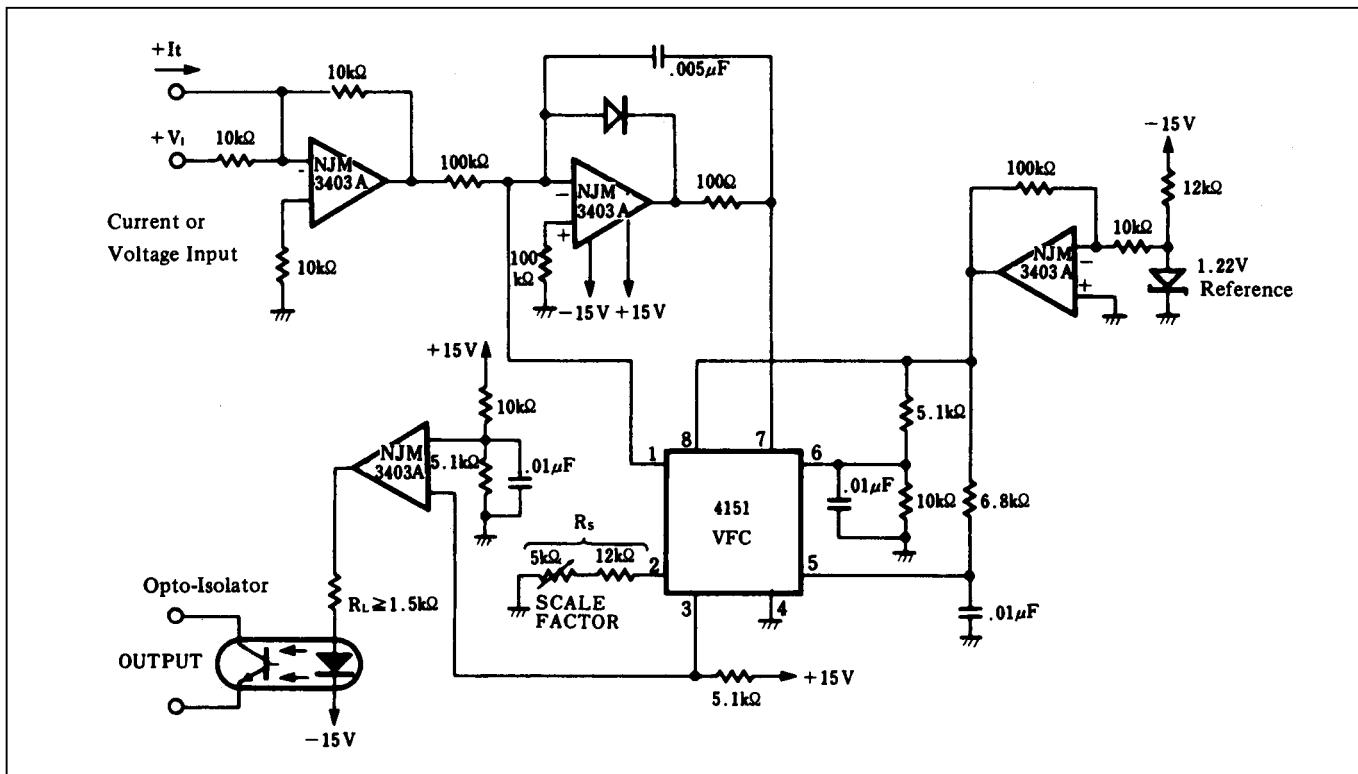 +It
10kΩ
.005μF
+V₁
10kΩ
NJM
3403A
-
100kΩ
NJM
3403A
−
+
100Ω
100kΩ
−15V
12kΩ
10kΩ
NJM
3403A
−
+
1.22V
Reference
Current or
Voltage Input
10kΩ
100
kΩ
−15V +15V
+15V
10kΩ
NJM
3403A
5.1kΩ
.01μF
8
7
1
6
5.1kΩ
.01μF
10kΩ
6.8kΩ
4151
VFC
Rs
5kΩ
12kΩ
2
5
SCALE
FACTOR
3
4
.01μF
Opto-Isolator
RL≧1.5kΩ
OUTPUT
+15V
5.1kΩ
−15V